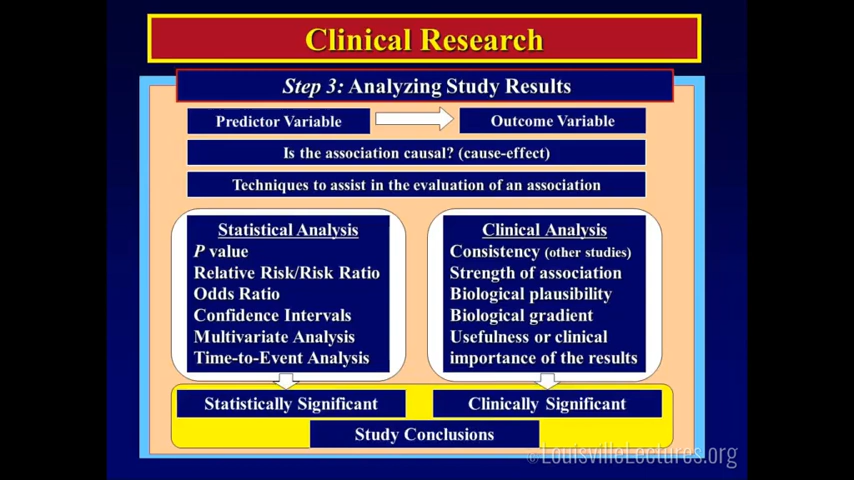 Clinical Research
Step 3: Analyzing Study Results
Predictor Variable
Outcome Variable
Is the association causal? (cause-effect)
Techniques to assist in the evaluation of an association
Statistical Analysis
P value
Relative Risk/Risk Ratio
Odds Ratio
Confidence Intervals
Multivariate Analysis
Time-to-Event Analysis
Clinical Analysis
Consistency (other studies)
Strength of association
Biological plausibility
Biological gradient
Usefulness or clinical
importance of the results
Statistically Significant
Clinically Significant
Study Conclusions
©LouisvilleLectures.org